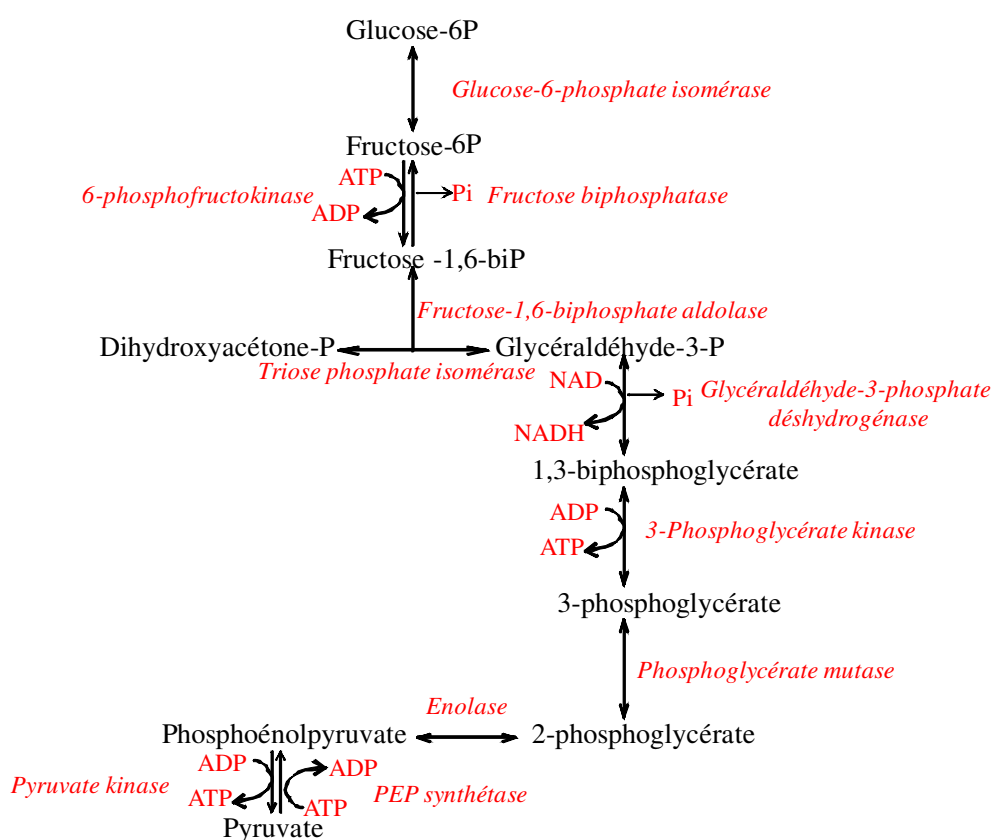 Glucose-6P
Glucose-6-phosphate isomérase
Fructose-6P
6-phosphofructokinase
ATP
ADP
Pi
Fructose biphosphatase
Fructose -1,6-biP
Fructose-1,6-biphosphate aldolase
Dihydroxyacétone-P
Glycéraldéhyde-3-P
Triose phosphate isomérase
NAD
NADH
Pi
Glycéraldéhyde-3-phosphate
déshydrogénase
1,3-biphosphoglycérate
ADP
ATP
3-Phosphoglycérate kinase
3-phosphoglycérate
Phosphoglycérate mutase
Enolase
Phosphoénolpyruvate
2-phosphoglycérate
Pyruvate kinase
ADP
ATP
ADP
ATP
PEP synthétase
Pyruvate